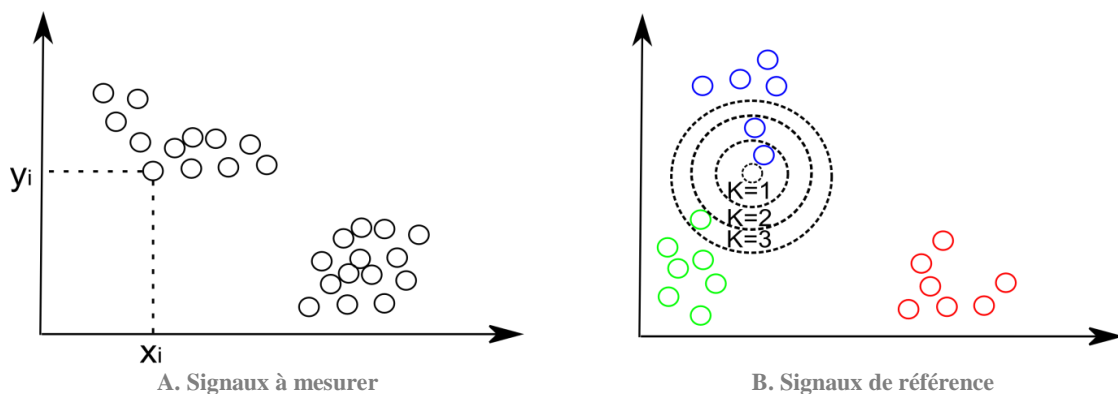 yi
xi
A. Signaux à mesurer
K=1
K=2
K=3
B. Signaux de référence